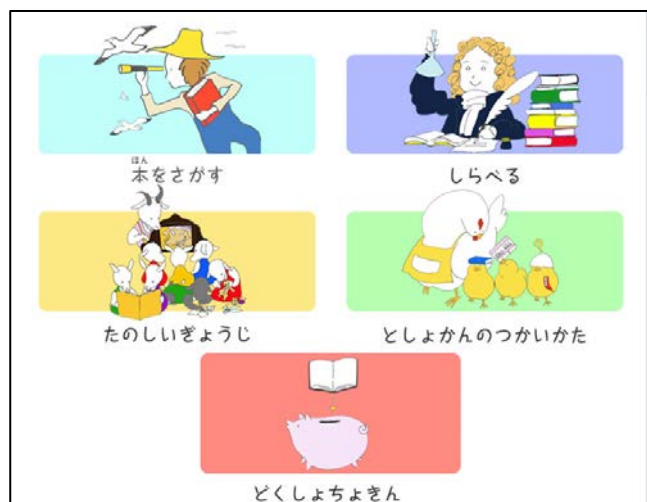 本をさがす
しらべる
たのしいぎょうじ
としょかんのつかいかた
どくしょちょきん